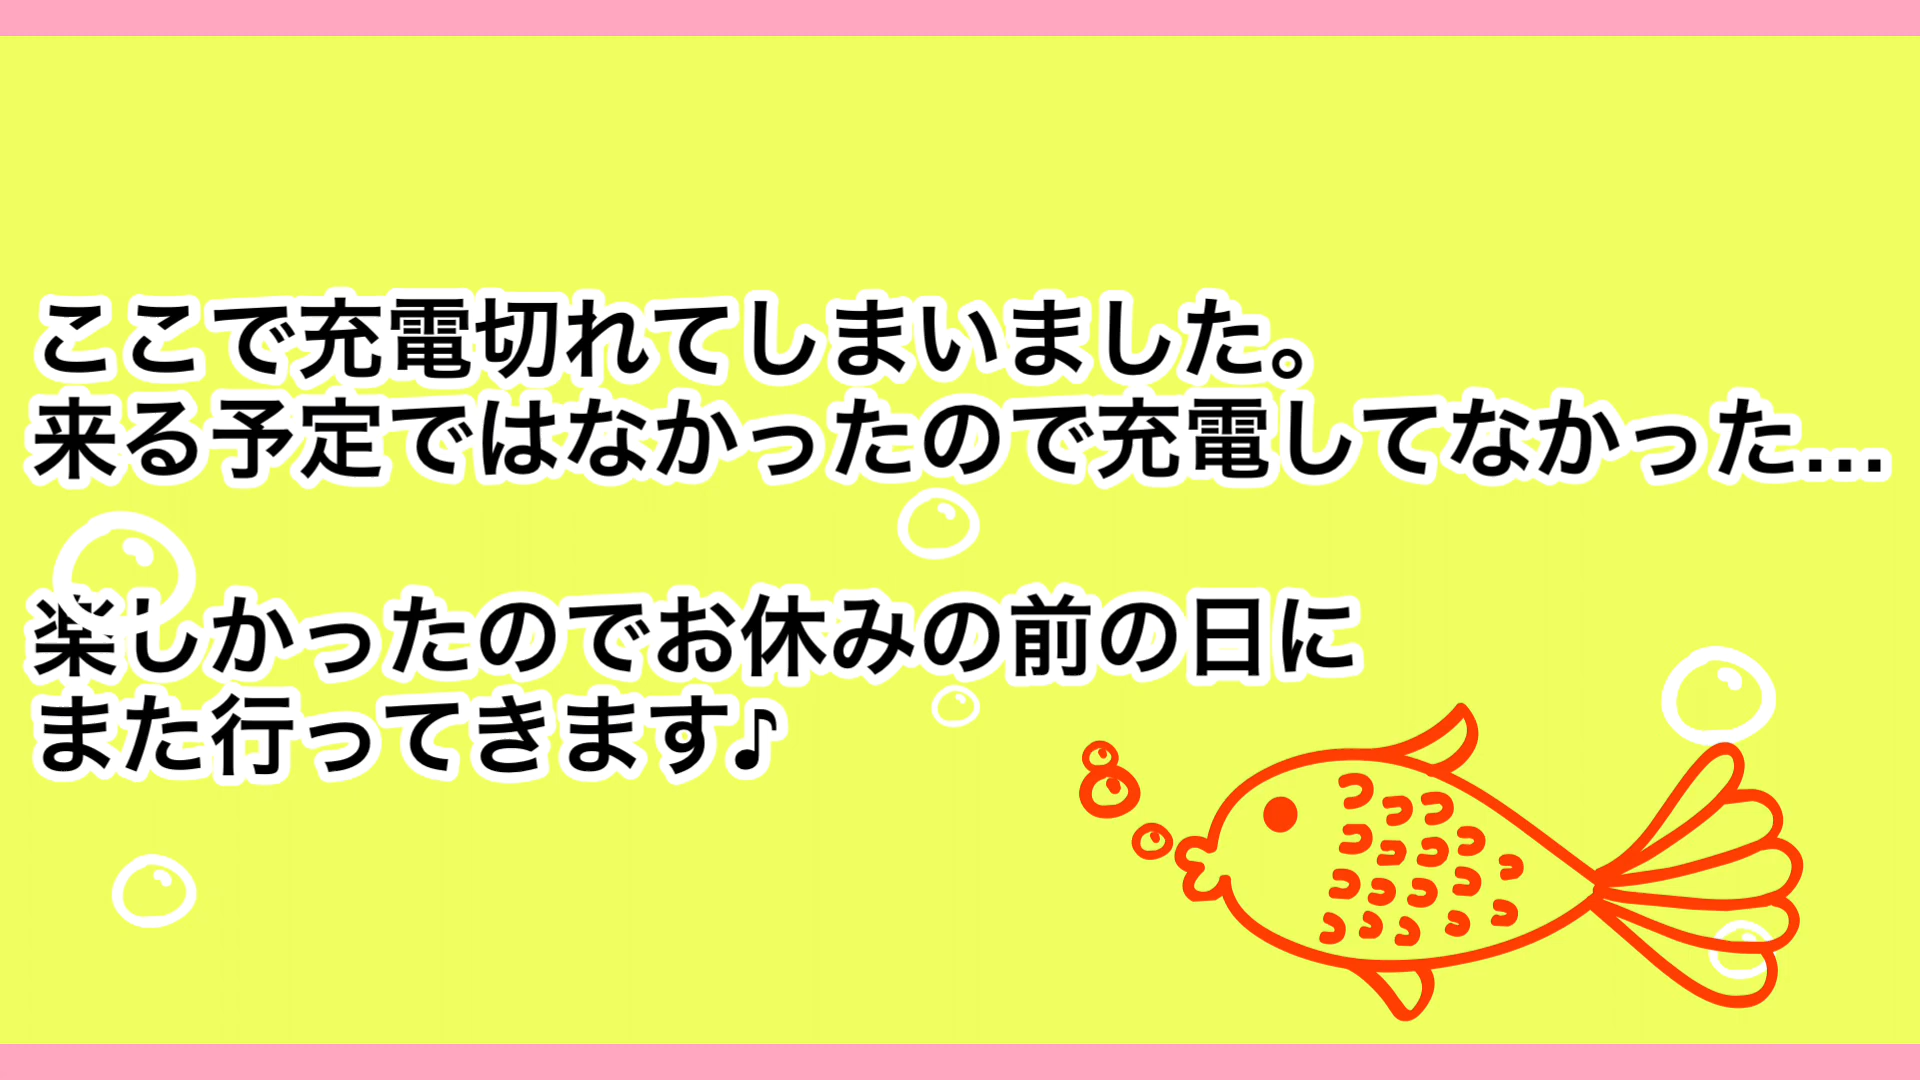 ここで充電切れてしまいました。
来る予定ではなかったので充電してなかった...
楽しかったのでお休みの前の日に
また行ってきます♪